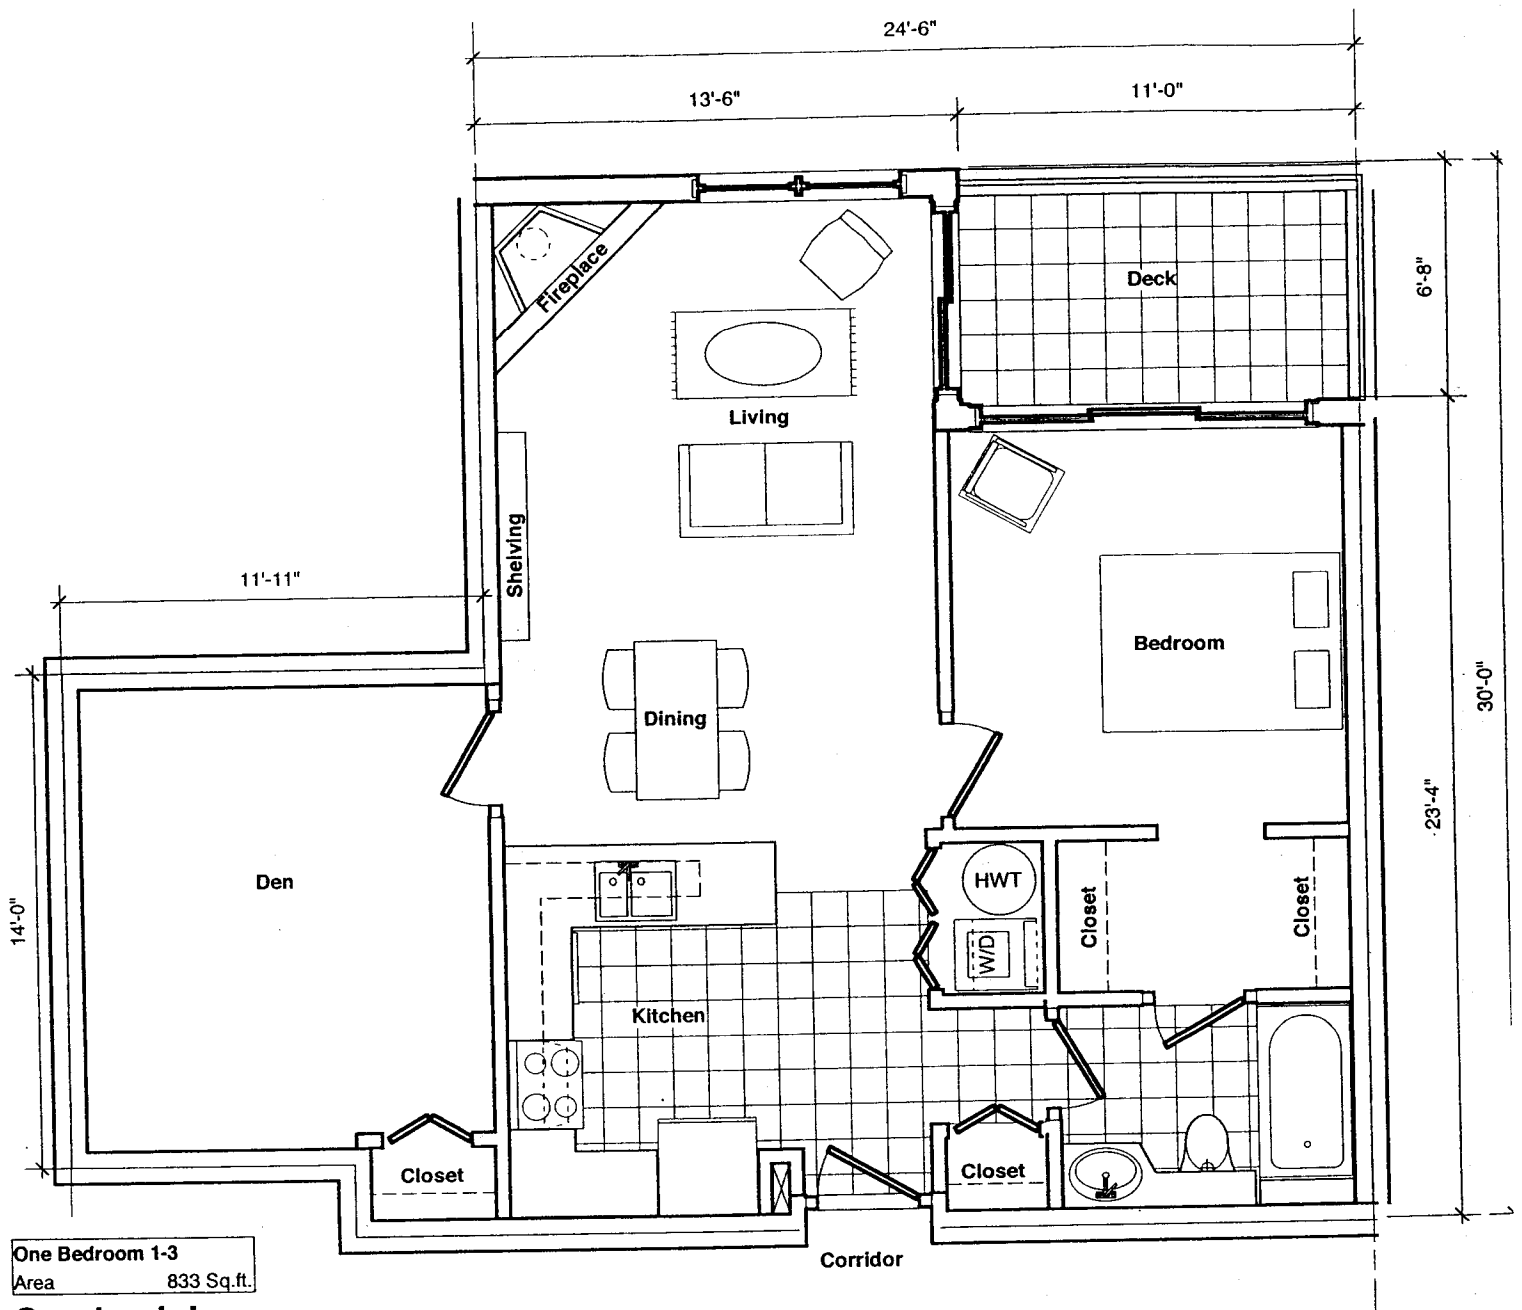 24'-6"
13'-6"
11'-0"
Fireplace
Deck
6'-8"
Living
Shelving
11'-11"
Bedroom
30'-0"
Dining
23'-4"
Den
HWT
Closet
Closet
14'-0"
W/D
Kitchen
Closet
Closet
One Bedroom 1-3
Area 833 Sq.ft.
Corridor